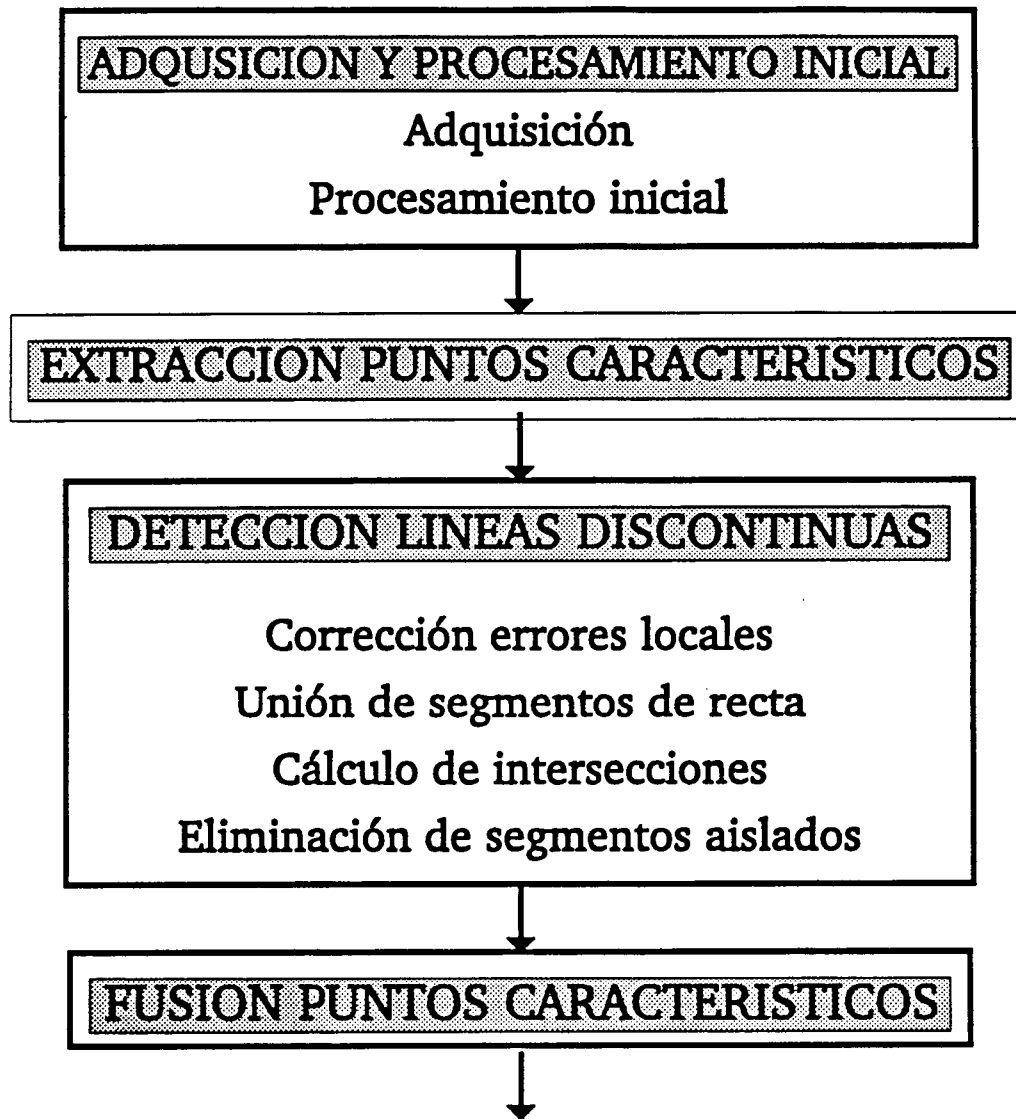 ADQUSICION Y PROCESAMIENTO INICIAL
Adquisición
Procesamiento inicial
EXTRACCION PUNTOS CARACTERISTICOS
DETECCION LINEAS DISCONTINUAS
Corrección errores locales
Unión de segmentos de recta
Cálculo de intersecciones
Eliminación de segmentos aislados
FUSION PUNTOS CARACTERISTICOS